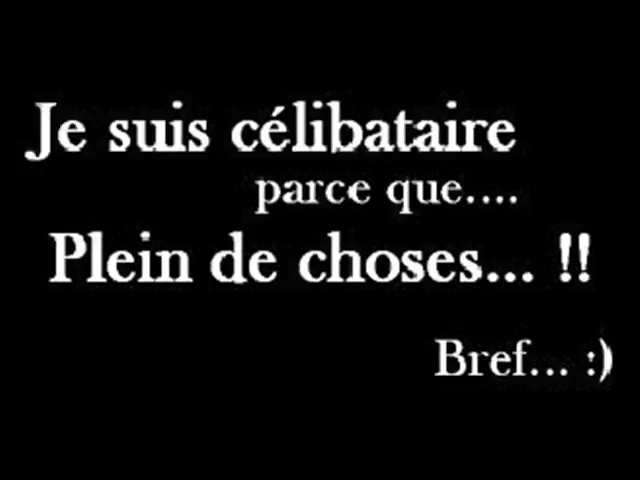 Je suis célibataire
parce que....
Plein de choses... !!
Bref... :)